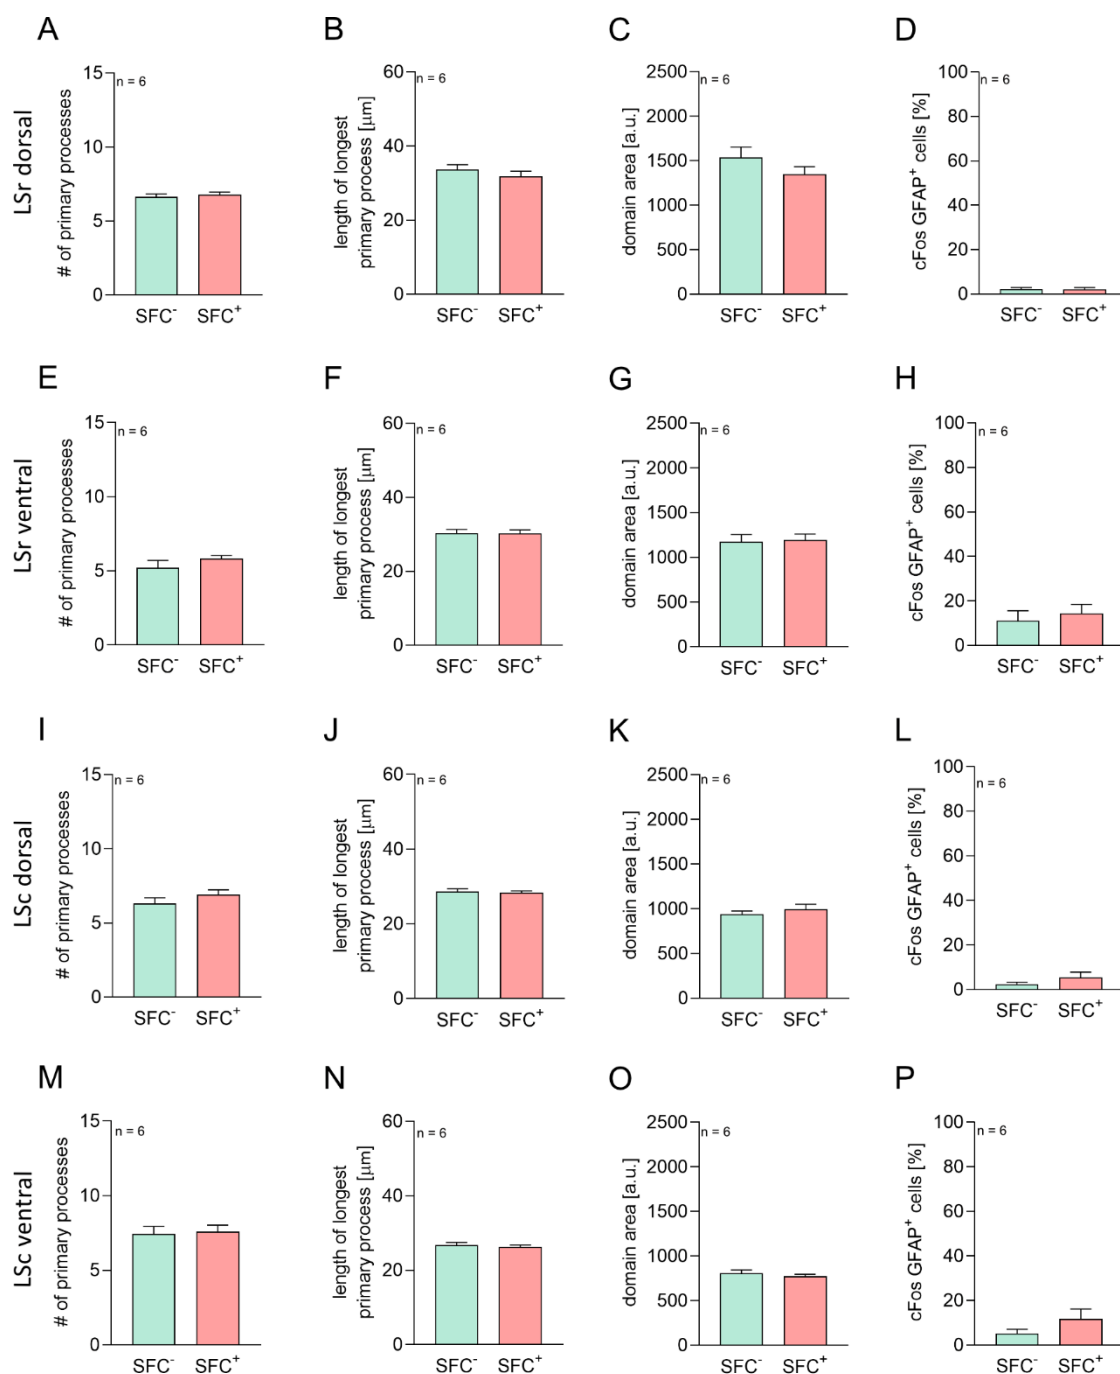 A
B
C
D
LSr dorsal
# of primary processes
15
10
5
0
n = 6
SFC⁻ SFC⁺
length of longest
primary process [µm]
60
40
20
0
n = 6
SFC⁻ SFC⁺
domain area [a.u.]
2500
2000
1500
1000
500
0
n = 6
SFC⁻ SFC⁺
cFos GFAP⁺ cells [%]
100
80
60
40
20
0
n = 6
SFC⁻ SFC⁺
E
F
G
H
LSr ventral
# of primary processes
15
10
5
0
n = 6
SFC⁻ SFC⁺
length of longest
primary process [µm]
60
40
20
0
n = 6
SFC⁻ SFC⁺
domain area [a.u.]
2500
2000
1500
1000
500
0
n = 6
SFC⁻ SFC⁺
cFos GFAP⁺ cells [%]
100
80
60
40
20
0
n = 6
SFC⁻ SFC⁺
I
J
K
L
LSc dorsal
# of primary processes
15
10
5
0
n = 6
SFC⁻ SFC⁺
length of longest
primary process [µm]
60
40
20
0
n = 6
SFC⁻ SFC⁺
domain area [a.u.]
2500
2000
1500
1000
500
0
n = 6
SFC⁻ SFC⁺
cFos GFAP⁺ cells [%]
100
80
60
40
20
0
n = 6
SFC⁻ SFC⁺
M
N
O
P
LSc ventral
# of primary processes
15
10
5
0
n = 6
SFC⁻ SFC⁺
length of longest
primary process [µm]
60
40
20
0
n = 6
SFC⁻ SFC⁺
domain area [a.u.]
2500
2000
1500
1000
500
0
n = 6
SFC⁻ SFC⁺
cFos GFAP⁺ cells [%]
100
80
60
40
20
0
n = 6
SFC⁻ SFC⁺